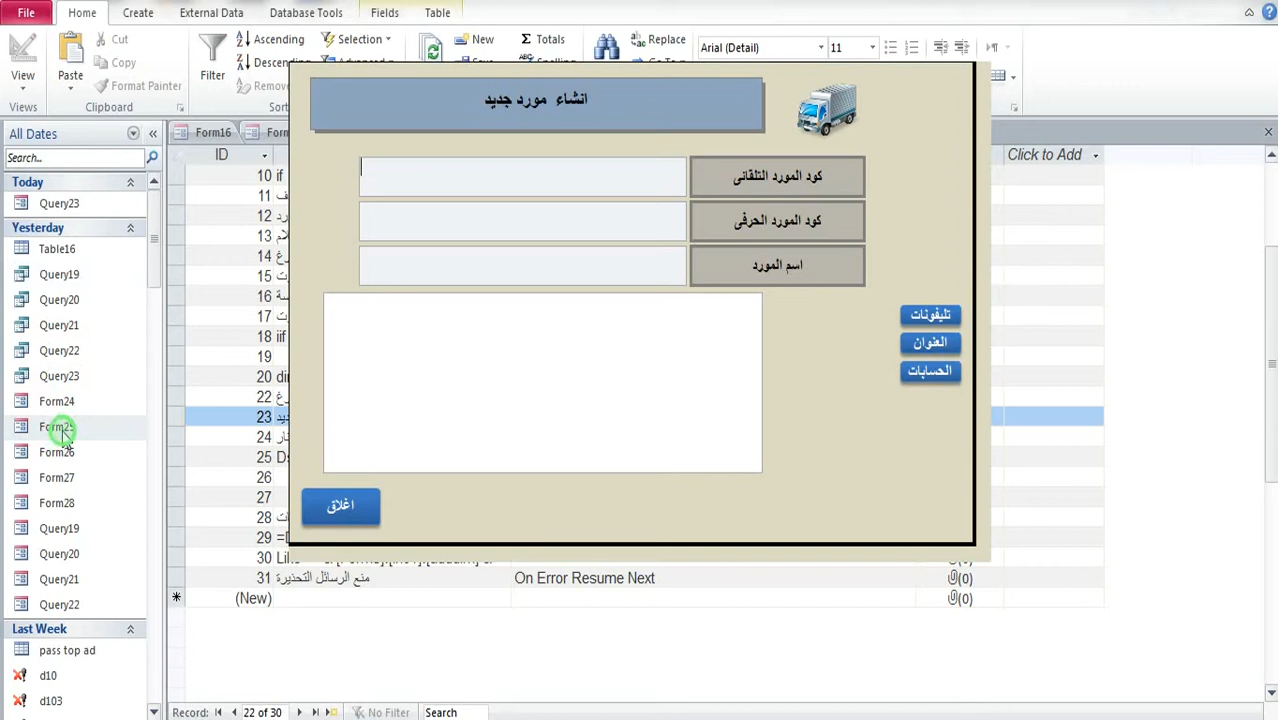 File Home Create External Data Database Tools Fields Table
Cut
Copy
Format Painter
Paste
View
Views
Clipboard
Filter
Ascending
Selection
New
Totals
Replace
Arial (Detail) 11
All Dates
Form16
Search...
Today
Query23
Yesterday
Table16
Query19
Query20
Query21
Query22
Query23
Form24
Form25
Form26
Form27
Form28
Query19
Query20
Query21
Query22
Last Week
pass top ad
d10
d103
ID
Click to Add
10 if
11
12
13
14
15
16
17
18 iif
19
20
22
23
24
25
26
27
28
29
30
31 منع الرسائل التحذيرة On Error Resume Next (0)
(New) (0)
انشاء مورد جديد
كود المورد التلقائى
كود المورد الحرفى
اسم المورد
تليفونات
العنوان
الحسابات
اغلاق
Record: 22 of 30 No Filter Search